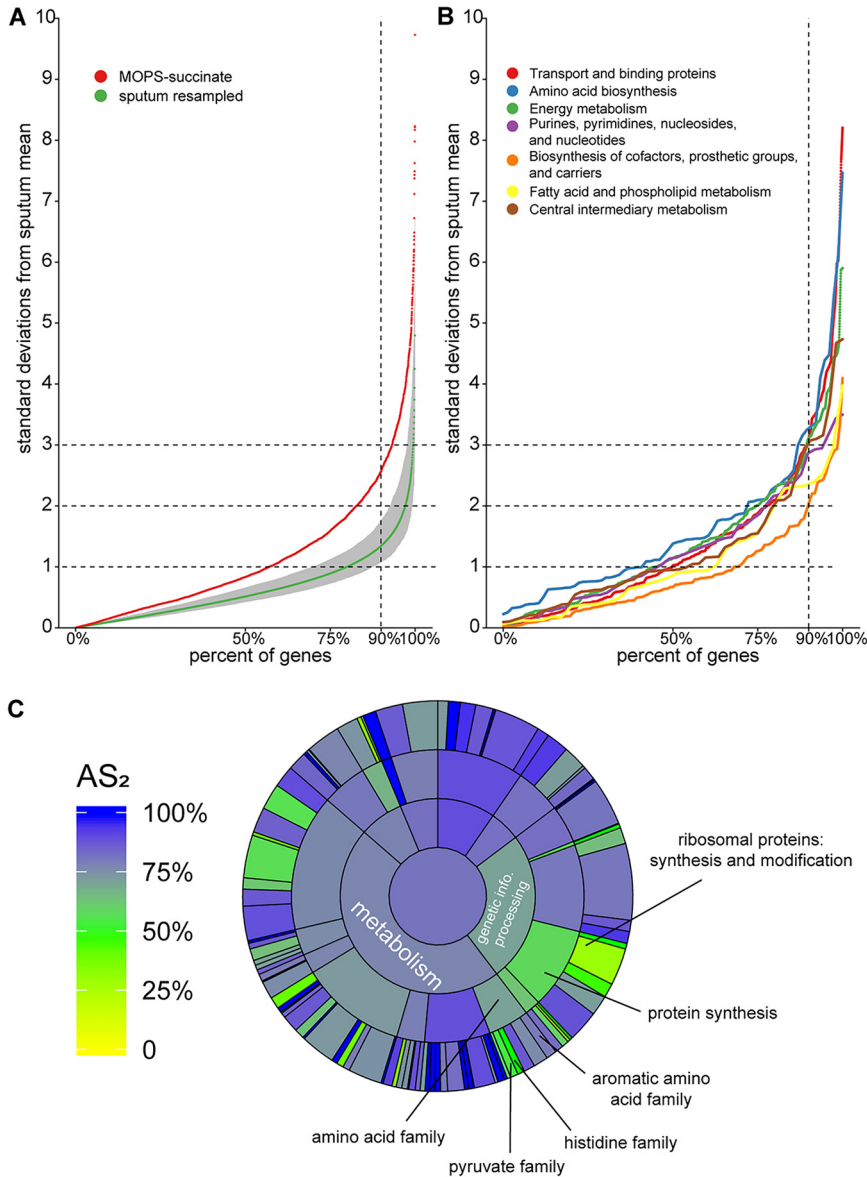 A
10
9
8
7
6
5
4
3
2
1
0
standard deviations from sputum mean
MOPS-succinate
sputum resampled
0%
50%
75%
90%
100%
percent of genes
B
10
9
8
7
6
5
4
3
2
1
0
standard deviations from sputum mean
Transport and binding proteins
Amino acid biosynthesis
Energy metabolism
Purines, pyrimidines, nucleosides,
and nucleotides
Biosynthesis of cofactors, prosthetic groups,
and carriers
Fatty acid and phospholipid metabolism
Central intermediary metabolism
0%
50%
75%
90%
100%
percent of genes
C
AS₂
100%
75%
50%
25%
0
metabolism
genetic info.
processing
ribosomal proteins:
synthesis and modification
protein synthesis
aromatic amino
acid family
histidine family
pyruvate family
amino acid family